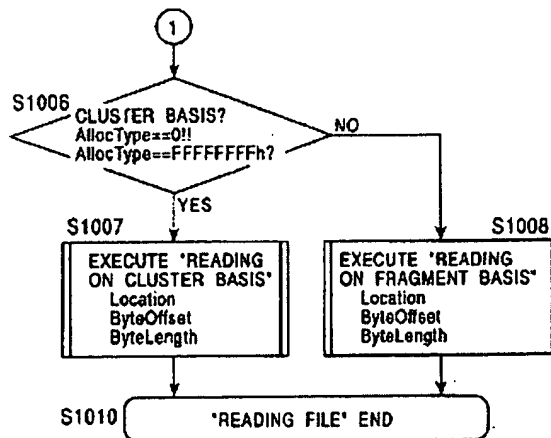 1
S1006
CLUSTER BASIS?
AllocType==0!!
AllocType==FFFFFFFFh?
NO
YES
S1007
S1008
EXECUTE "READING
ON CLUSTER BASIS"
Location
ByteOffset
ByteLength
EXECUTE "READING
ON FRAGMENT BASIS"
Location
ByteOffset
ByteLength
S1010
"READING FILE" END